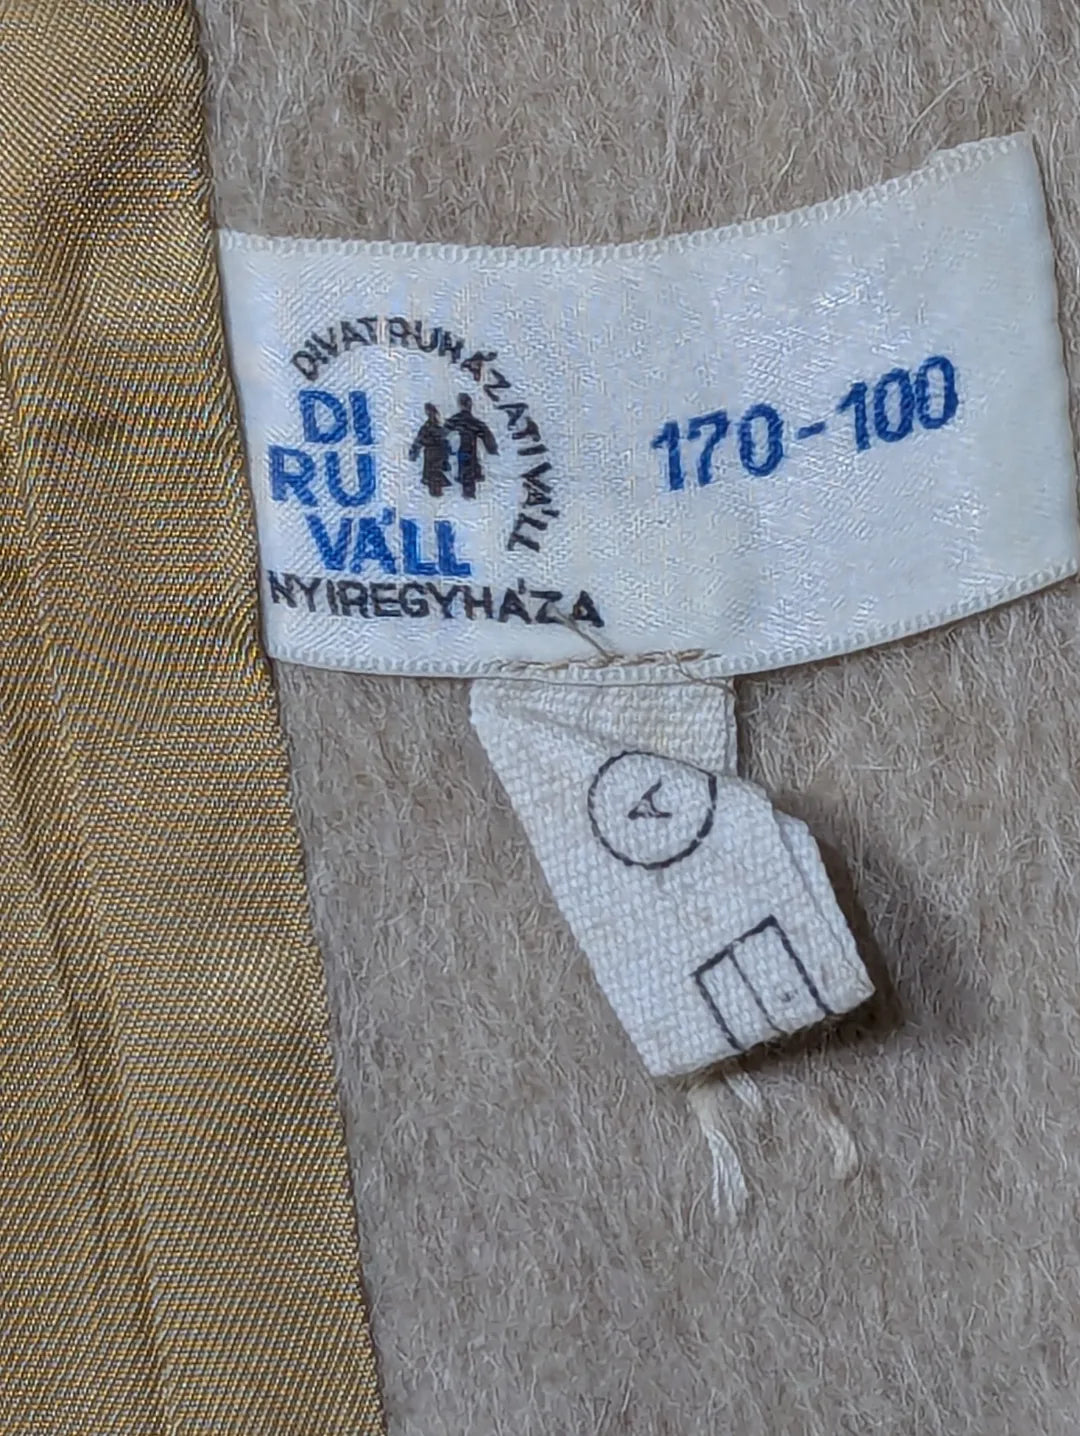 DIVATRUHÁZATI VÁLL
DI
RU
VÁLL
NYIREGYHÁZA
170-100
A